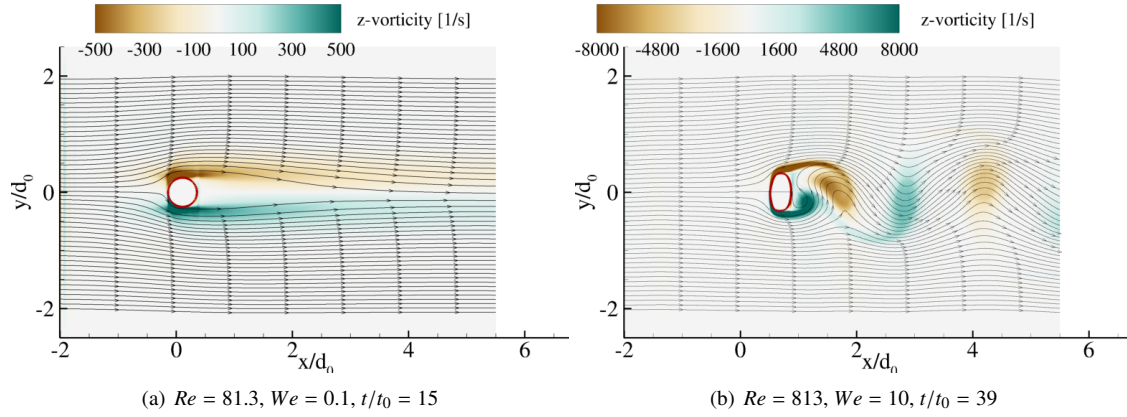 z-vorticity [1/s]
-500 -300 -100 100 300 500
y/d₀
2
0
-2
-2 0 2 4 6
x/d₀
(a) Re = 81.3, We = 0.1, t/t₀ = 15
z-vorticity [1/s]
-8000 -4800 -1600 1600 4800 8000
y/d₀
2
0
-2
-2 0 2 4 6
x/d₀
(b) Re = 813, We = 10, t/t₀ = 39